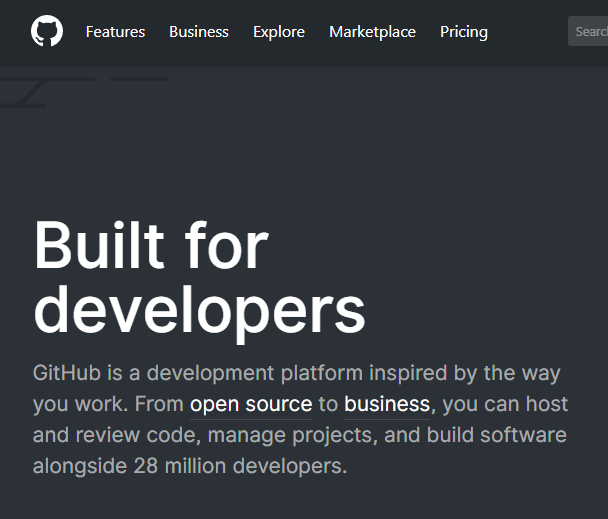 Features Business Explore Marketplace Pricing Search
Built for
developers
GitHub is a development platform inspired by the way
you work. From open source to business, you can host
and review code, manage projects, and build software
alongside 28 million developers.